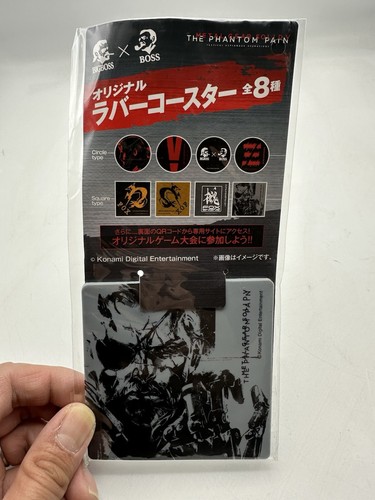 BIGBOSS × BOSS
THE PHANTOM PAIN
オリジナル
ラバーコースター 全8種
Circle type
Square type
さらに…裏面のQRコードから専用サイトにアクセス!
オリジナルゲーム大会に参加しよう!!
© Konami Digital Entertainment ※画像はイメージです。
THE PHANTOM PAIN
©Konami Digital Entertainment